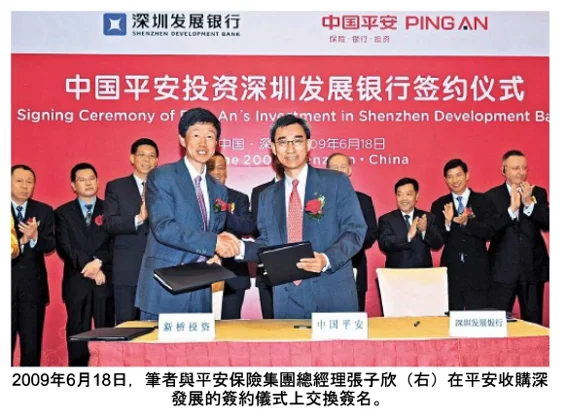 深圳发展银行
SHENZHEN DEVELOPMENT BANK
中国平安 PING AN
保险·银行·投资
中国平安投资深圳发展银行签约仪式
Signing Ceremony of An's Investment in Shenzhen Development Ba
中国·深 2009年6月18日
ne 200 enzhen·China
新桥投资
中国平安
深圳发展银行
2009年6月18日，筆者與平安保險集團總經理張子欣（右）在平安收購深
發展的簽約儀式上交換簽名。